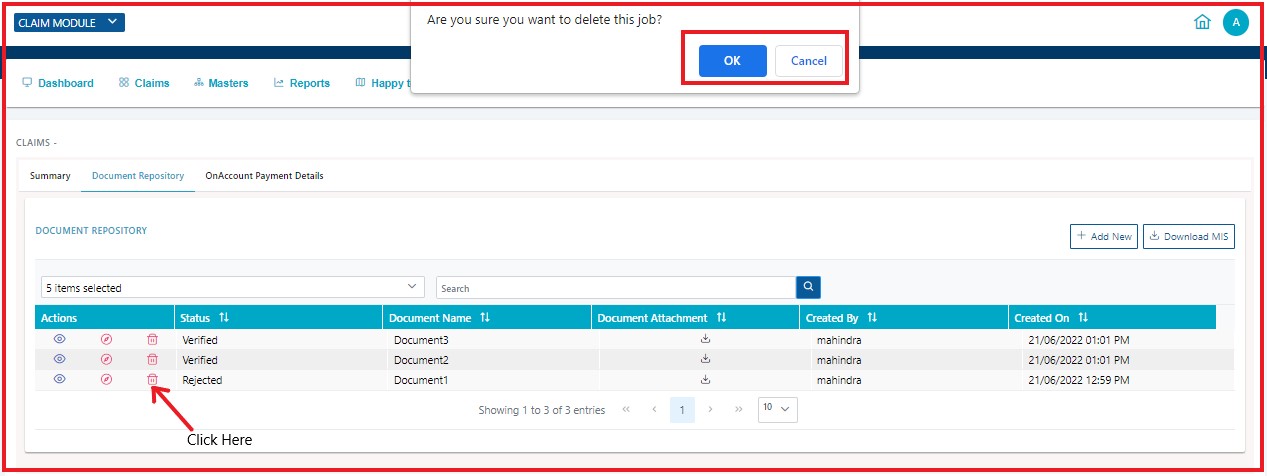 Are you sure you want to delete this job?
CLAIM MODULE
A
OK Cancel
Dashboard Claims Masters Reports Happy t
CLAIMS -
Summary Document Repository OnAccount Payment Details
DOCUMENT REPOSITORY
+ Add New Download MIS
5 items selected Search
Actions Status Document Name Document Attachment Created By Created On
Verified Document3 mahindra 21/06/2022 01:01 PM
Verified Document2 mahindra 21/06/2022 01:01 PM
Rejected Document1 mahindra 21/06/2022 12:59 PM
Showing 1 to 3 of 3 entries « ‹ 1 › » 10
Click Here